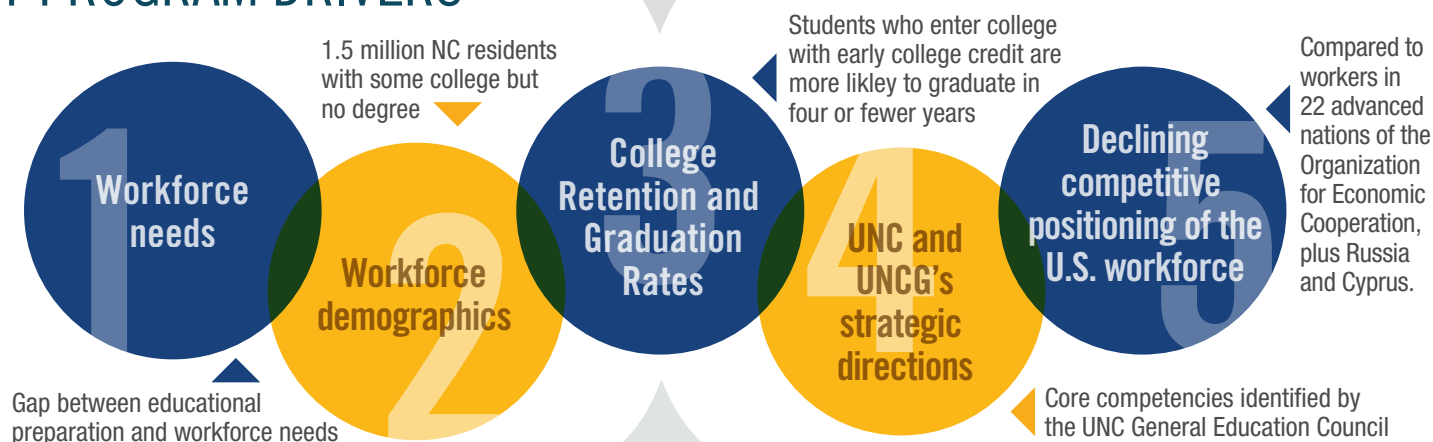 PROGRAM DRIVERS
1
Workforce
needs
Gap between educational
preparation and workforce needs
1.5 million NC residents
with some college but
no degree
2
Workforce
demographics
3
College
Retention and
Graduation
Rates
Students who enter college
with early college credit are
more likley to graduate in
four or fewer years
4
UNC and
UNCG’s
strategic
directions
Core competencies identified by
the UNC General Education Council
5
Declining
competitive
positioning of the
U.S. workforce
Compared to
workers in
22 advanced
nations of the
Organization
for Economic
Cooperation,
plus Russia
and Cyprus.